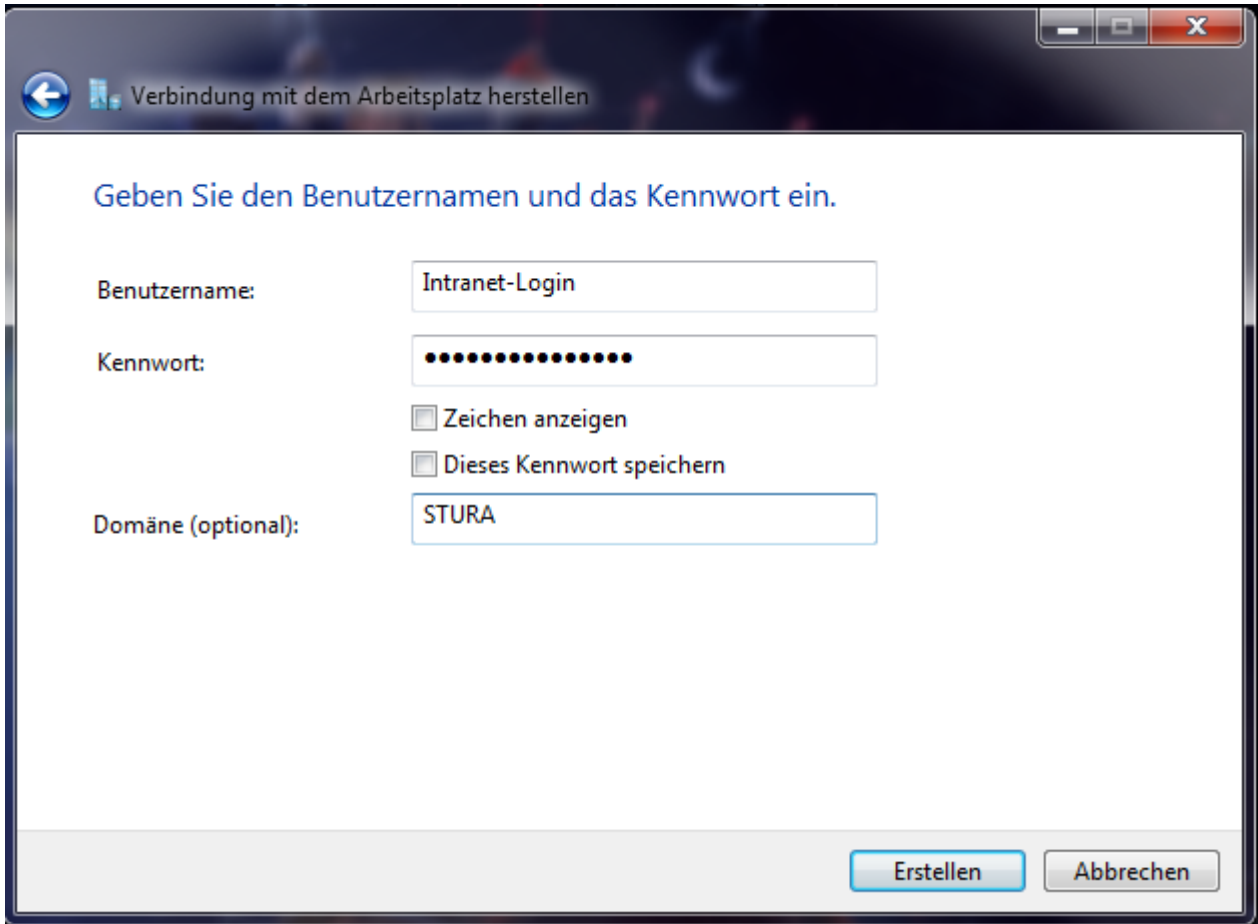 Verbindung mit dem Arbeitsplatz herstellen
Geben Sie den Benutzernamen und das Kennwort ein.
Benutzername: Intranet-Login
Kennwort: ●●●●●●●●●●●●●●●
Zeichen anzeigen
Dieses Kennwort speichern
Domäne (optional): STURA
Erstellen Abbrechen